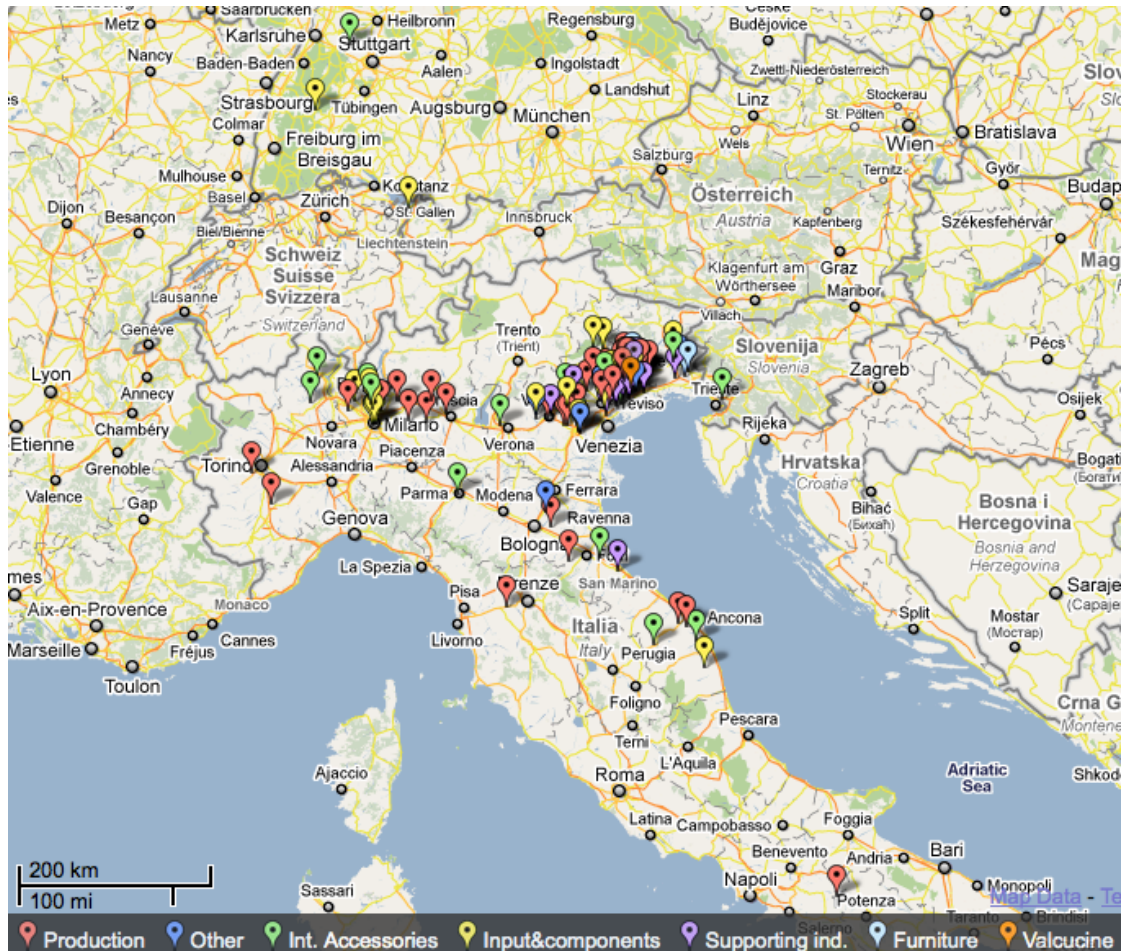 Metz
Saarbrücken
Heilbronn
Karlsruhe
Stuttgart
Regensburg
České
Budějovice
Nancy
Baden-Baden
Aalen
Ingolstadt
Zwettl-Niederösterreich
Strasbourg
Tübingen
Augsburg
Landshut
Linz
Stockerau
Colmar
München
Wels
St. Pölten
Wien
Bratislava
Freiburg im
Breisgau
Salzburg
Ternitz
Győr
Mulhouse
Basel
Zürich
St. Gallen
Österreich
Austria
Dijon
Besançon
Biel/Bienne
Liechtenstein
Innsbruck
Kapfenberg
Székesfehérvár
Schweiz
Suisse
Svizzera
Switzerland
Graz
Klagenfurt am
Wörthersee
Maribor
Lausanne
Villach
Genève
Trento
(Trient)
Slovenija
Slovenia
Pécs
Annecy
Zagreb
Lyon
Trieste
Osijek
Chambéry
Novara
Milano
Verona
Treviso
Venezia
Rijeka
Grenoble
Torino
Alessandria
Piacenza
Hrvatska
Croatia
Valence
Gap
Parma
Modena
Ferrara
Bihać
(Бихаћ)
Bosna i
Hercegovina
Bosnia and
Herzegovina
Genova
Bologna
Ravenna
La Spezia
San Marino
Aix-en-Provence
Monaco
Pisa
Firenze
Split
Mostar
(Мостар)
Marseille
Fréjus
Cannes
Livorno
Italia
Italy
Ancona
Toulon
Perugia
Foligno
Terni
Pescara
L'Aquila
Ajaccio
Roma
Adriatic
Sea
Latina
Campobasso
Foggia
200 km
100 mi
Benevento
Andria
Bari
Sassari
Napoli
Potenza
Monopoli
Map Data - Te
Salerno
Taranto
Brindisi
Production Other Int. Accessories Input&components Supporting ind. Furniture Valcucine